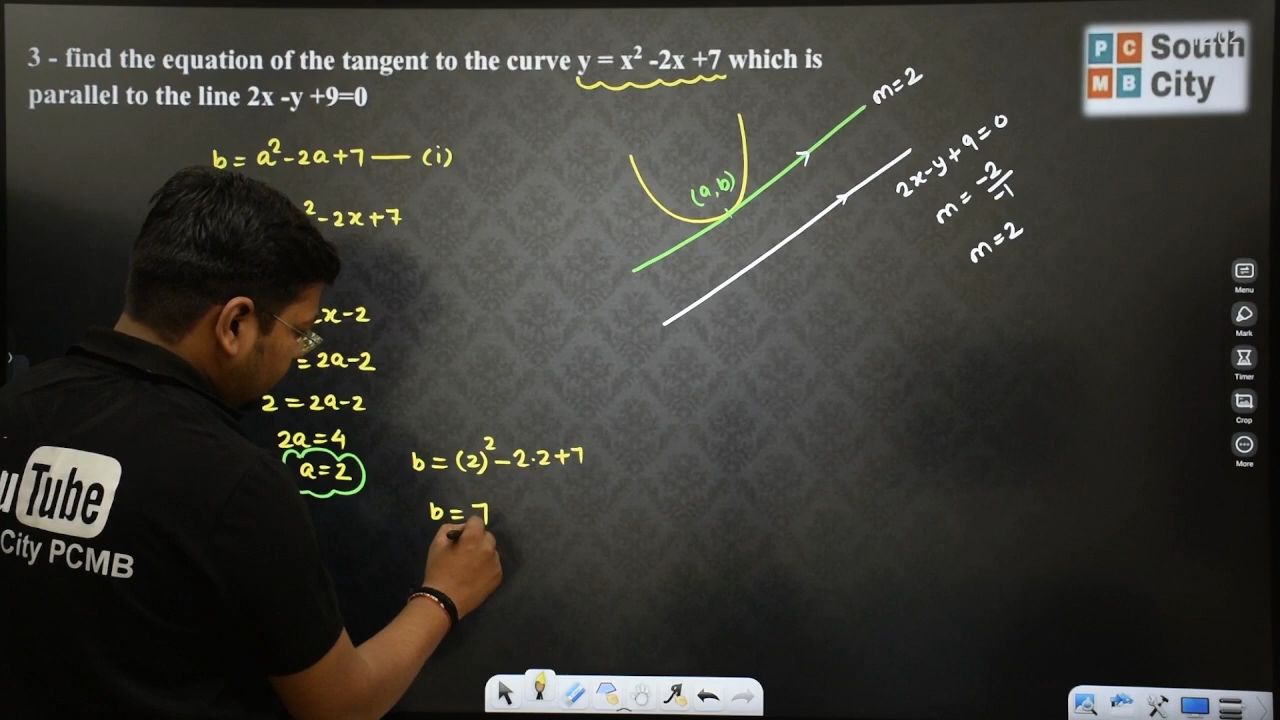 3 - find the equation of the tangent to the curve y = x² -2x +7 which is
parallel to the line 2x -y +9=0
b = a² - 2a + 7 — (i)
² - 2x + 7
x - 2
= 2a - 2
2 = 2a - 2
2a = 4
a = 2
b = (2)² - 2·2 + 7
b = 7
(a, b)
m = 2
2x - y + 9 = 0
m = -2/-1
m = 2
P C
M B
South
City
Tube
City PCMB
Menu
Mark
Timer
Crop
More